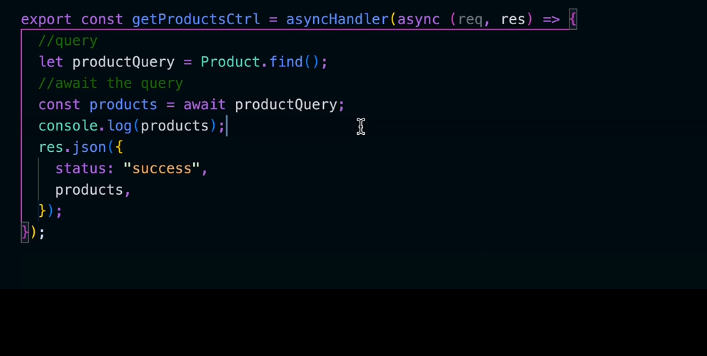 export const getProductsCtrl = asyncHandler(async (req, res) => {
//query
let productQuery = Product.find();
//await the query
const products = await productQuery;
console.log(products);
res.json({
status: "success",
products,
});
});